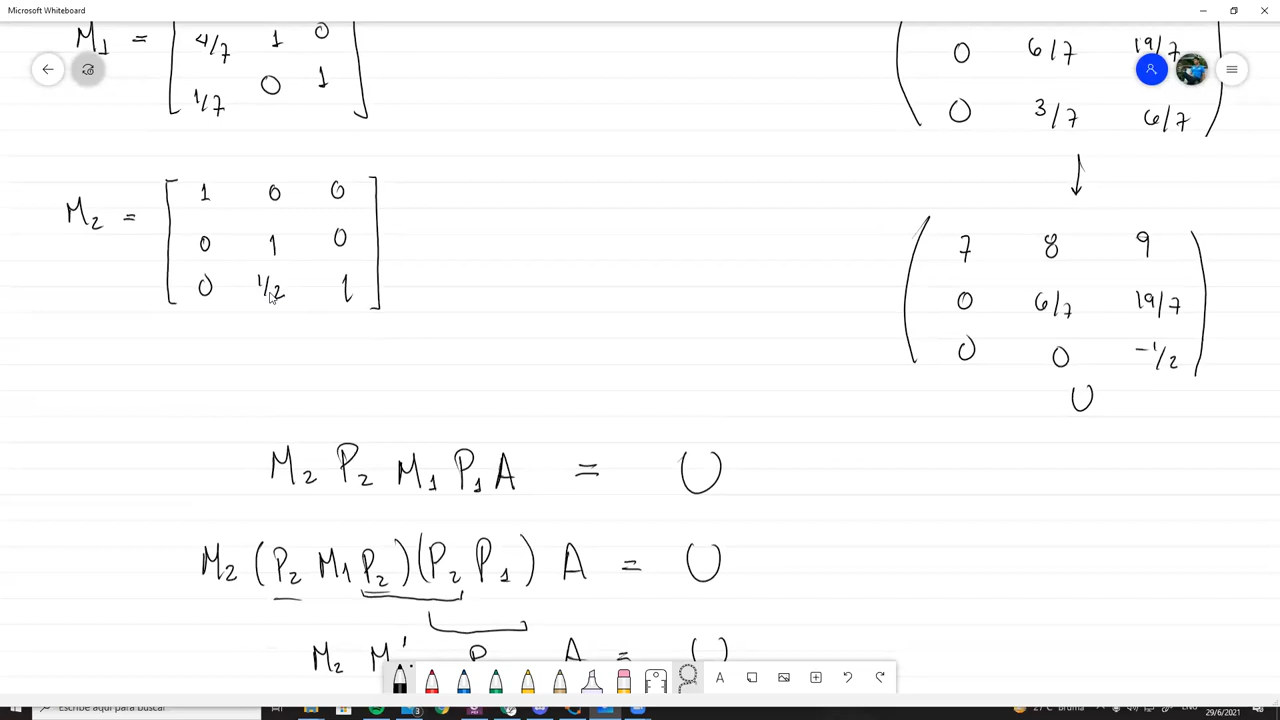 Microsoft Whiteboard
M₁ = [ 4/7 1 0
1/7 0 1 ]
0 6/7 19/7
0 3/7 6/7
↓
M₂ = [ 1 0 0
0 1 0
0 1/2 1 ]
( 7 8 9
0 6/7 19/7
0 0 -1/2 )
U
M₂ P₂ M₁ P₁ A = U
M₂ (P₂ M₁ P₂)(P₂ P₁) A = U
M₂ M' P A = U
Escribe aquí para buscar.
27°C Bruma
ENG
29/6/2021